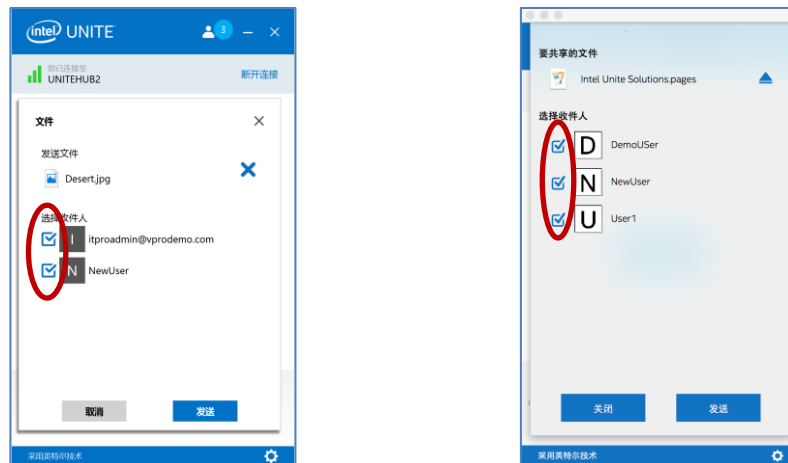 intel UNITE
3
您已连接至
UNITEHUB2
断开连接
文件
发送文件
Desert.jpg
选择收件人
I itproadmin@vprodemo.com
N NewUser
取消
发送
采用英特尔技术
要共享的文件
Intel Unite Solutions.pages
选择收件人
D DemoUSer
N NewUser
U User1
关闭
发送
采用英特尔技术